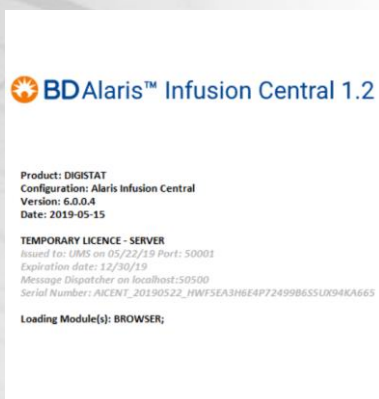 BD Alaris™ Infusion Central 1.2
Product: DIGISTAT
Configuration: Alaris Infusion Central
Version: 6.0.0.4
Date: 2019-05-15
TEMPORARY LICENCE - SERVER
Issued to: UMS on 05/22/19 Port: 50001
Expiration date: 12/30/19
Message Dispatcher on localhost:50500
Serial Number: AICENT_20190522_HWF5EA3H6E4P72499B6S5UX94KA665
Loading Module(s): BROWSER;